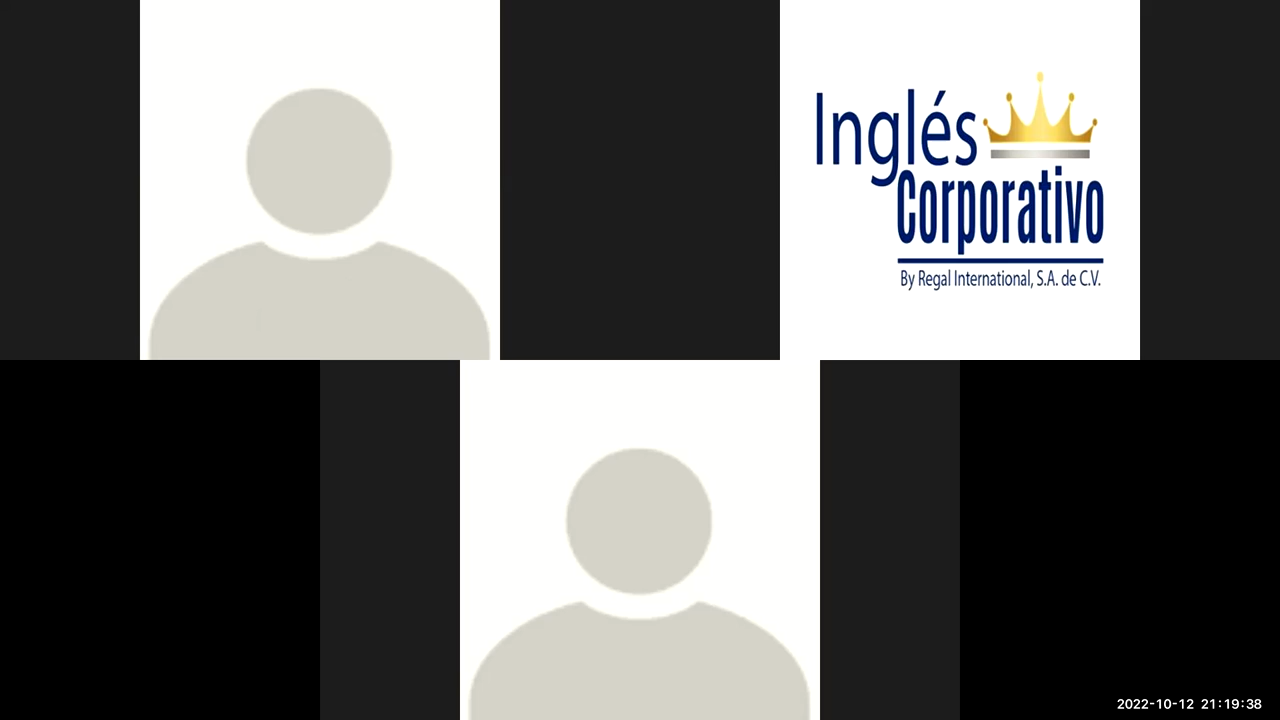 Inglés
Corporativo
By Regal International, S.A. de C.V.
2022-10-12 21:19:38